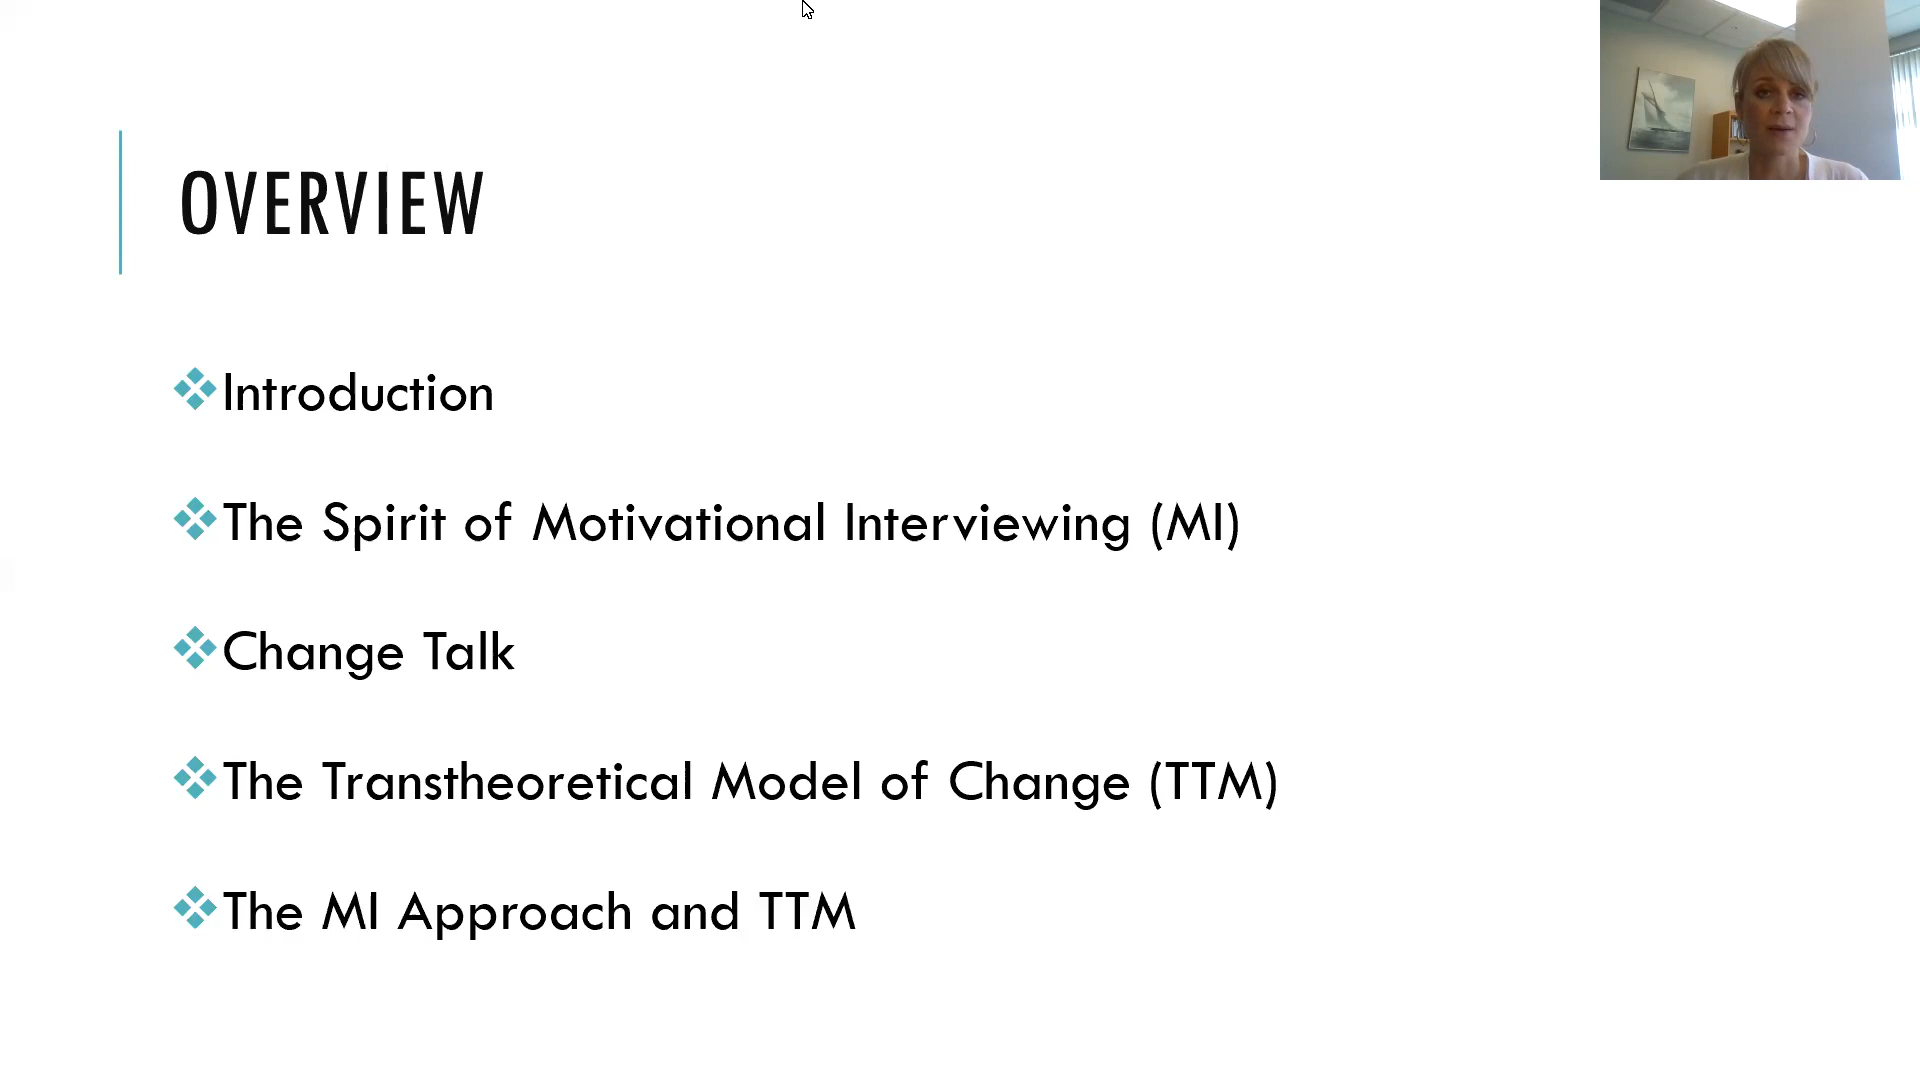 OVERVIEW
Introduction
The Spirit of Motivational Interviewing (MI)
Change Talk
The Transtheoretical Model of Change (TTM)
The MI Approach and TTM